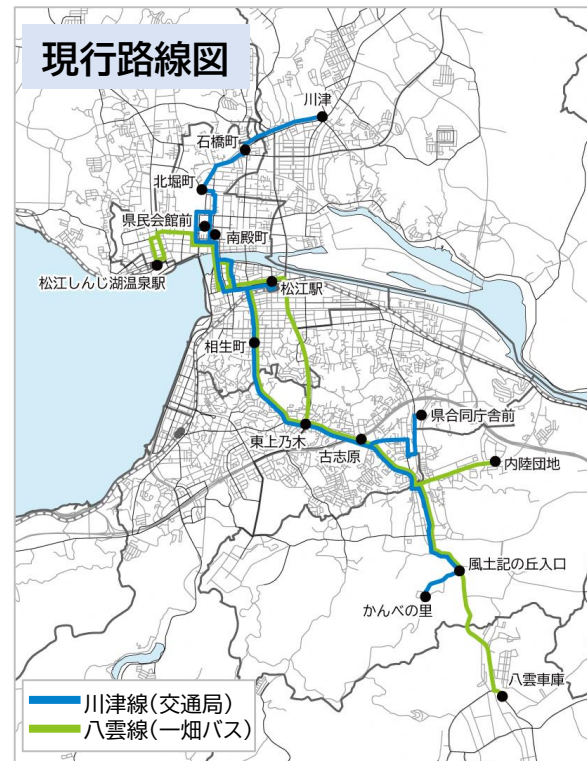 現行路線図
川津
石橋町
北堀町
県民会館前
南殿町
松江しんじ湖温泉駅
松江駅
相生町
県合同庁舎前
東上乃木
古志原
内陸団地
風土記の丘入口
かんべの里
八雲車庫
川津線(交通局)
八雲線(一畑バス)